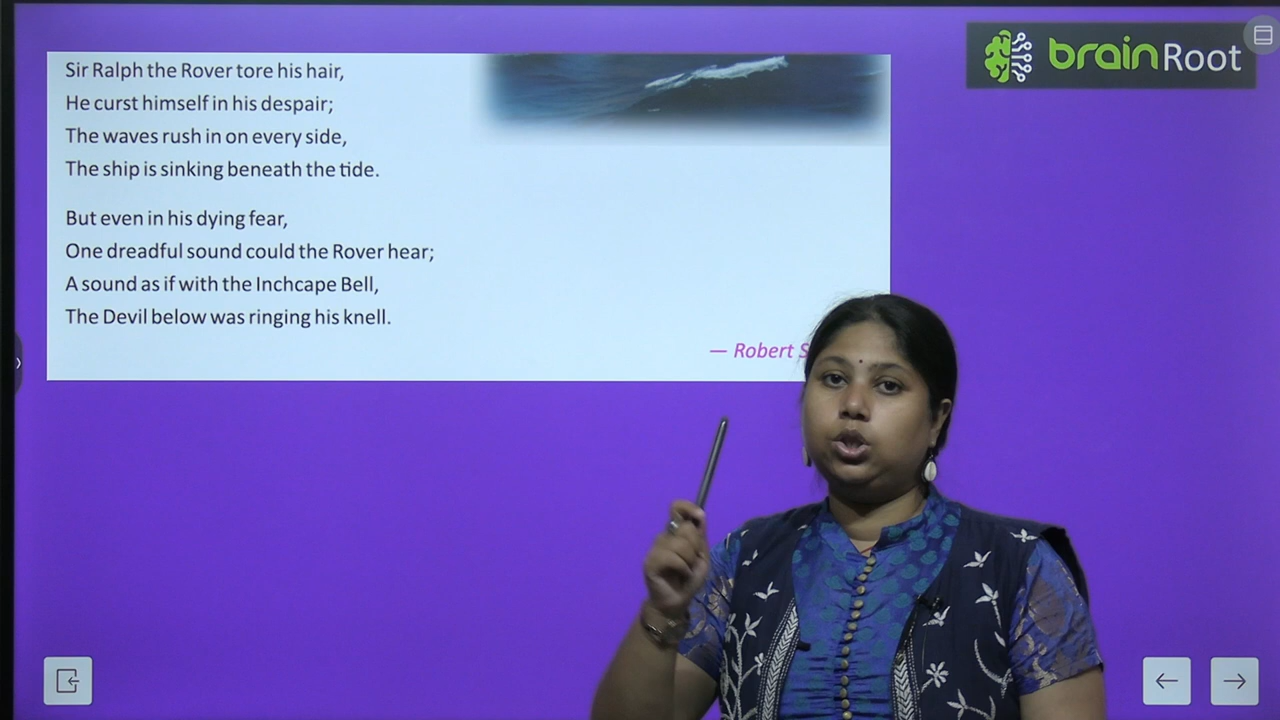 Sir Ralph the Rover tore his hair,
He curst himself in his despair;
The waves rush in on every side,
The ship is sinking beneath the tide.
But even in his dying fear,
One dreadful sound could the Rover hear;
A sound as if with the Inchcape Bell,
The Devil below was ringing his knell.
— Robert
brainRoot